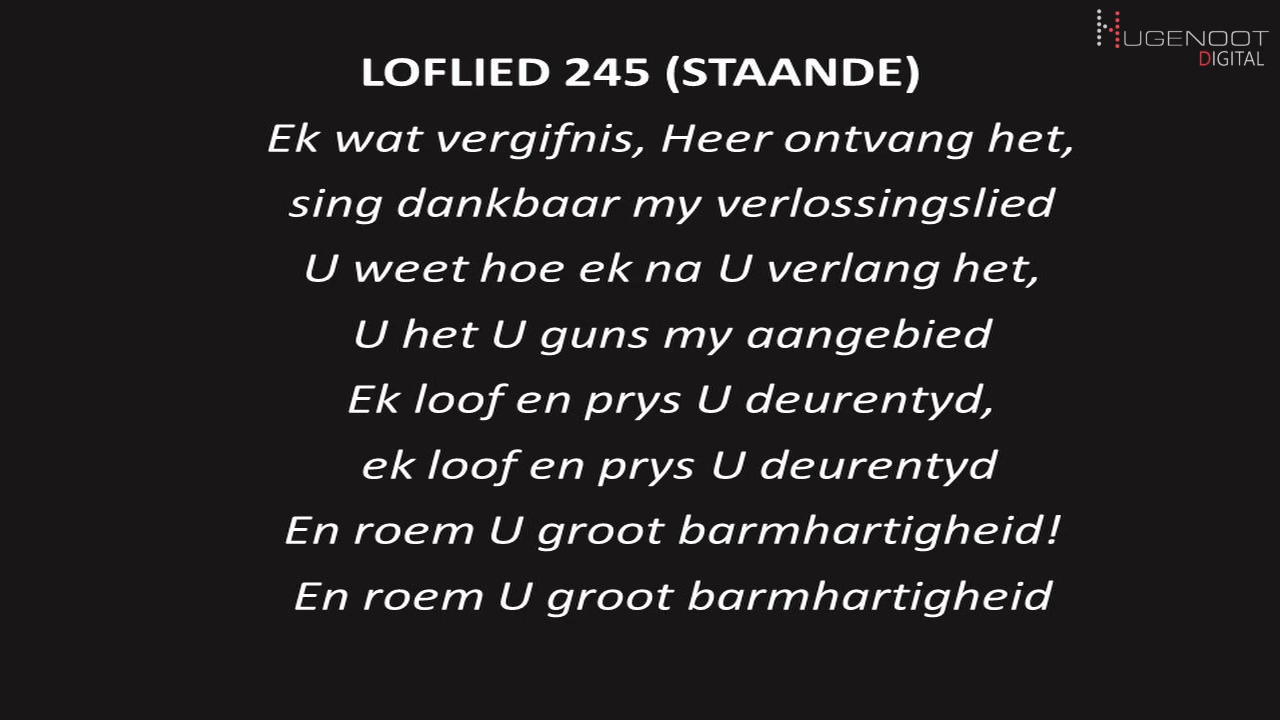 HUGENOOT
DIGITAL
LOFLIED 245 (STAANDE)
Ek wat vergifnis, Heer ontvang het,
sing dankbaar my verlossingslied
U weet hoe ek na U verlang het,
U het U guns my aangebied
Ek loof en prys U deurentyd,
ek loof en prys U deurentyd
En roem U groot barmhartigheid!
En roem U groot barmhartigheid